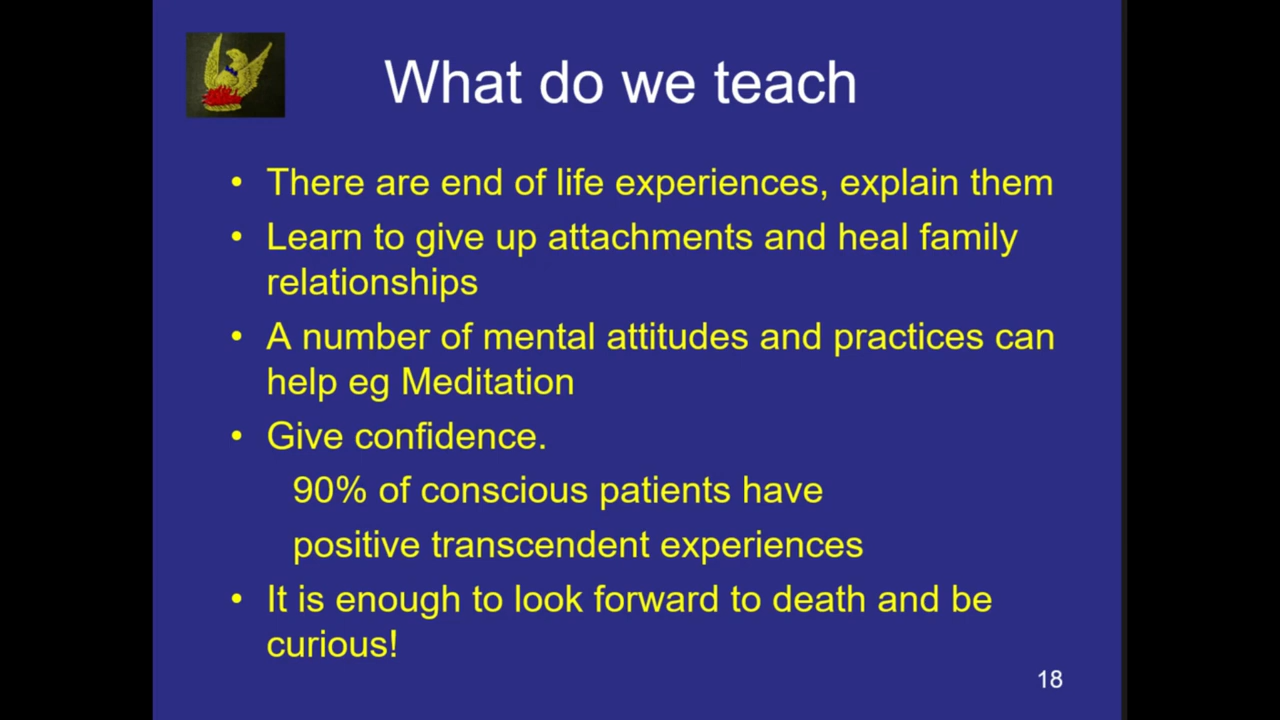 What do we teach
• There are end of life experiences, explain them
• Learn to give up attachments and heal family
relationships
• A number of mental attitudes and practices can
help eg Meditation
• Give confidence.
90% of conscious patients have
positive transcendent experiences
• It is enough to look forward to death and be
curious!
18